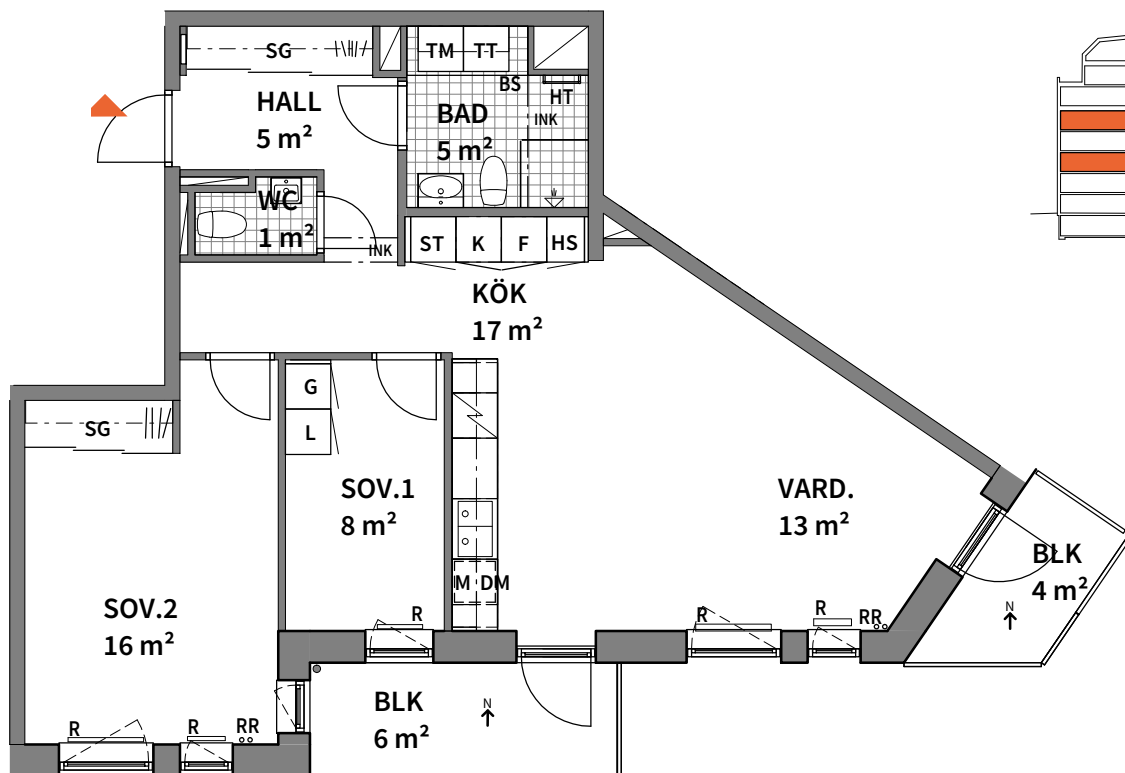 SG
TM TT
BS
HT
HALL
5 m²
BAD
5 m²
INK
WC
1 m²
INK
ST K F HS
KÖK
17 m²
G
L
SG
SOV.1
8 m²
VARD.
13 m²
BLK
4 m²
N
M DM
SOV.2
16 m²
R
R
R
RR
BLK
6 m²
N
R
R
RR